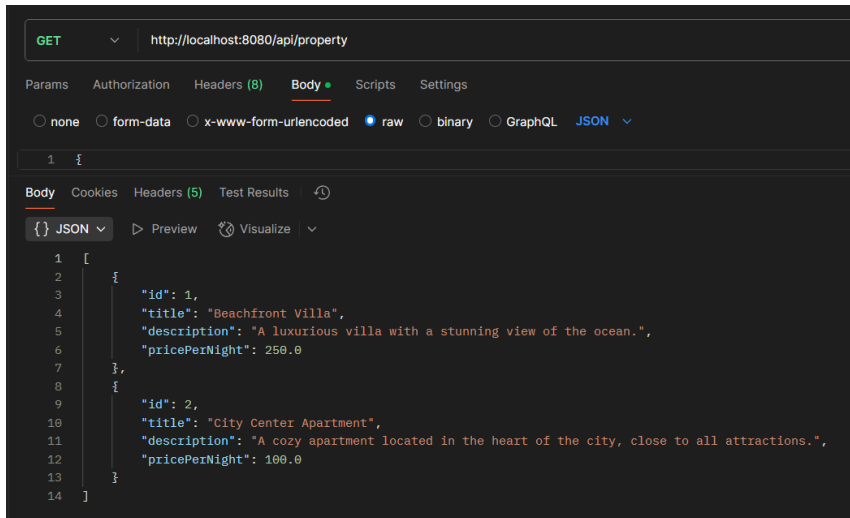 GET http://localhost:8080/api/property
Params Authorization Headers (8) Body Scripts Settings
none form-data x-www-form-urlencoded raw binary GraphQL JSON
1 {
Body Cookies Headers (5) Test Results
{} JSON Preview Visualize
1 [
2 {
3 "id": 1,
4 "title": "Beachfront Villa",
5 "description": "A luxurious villa with a stunning view of the ocean.",
6 "pricePerNight": 250.0
7 },
8 {
9 "id": 2,
10 "title": "City Center Apartment",
11 "description": "A cozy apartment located in the heart of the city, close to all attractions.",
12 "pricePerNight": 100.0
13 }
14 ]